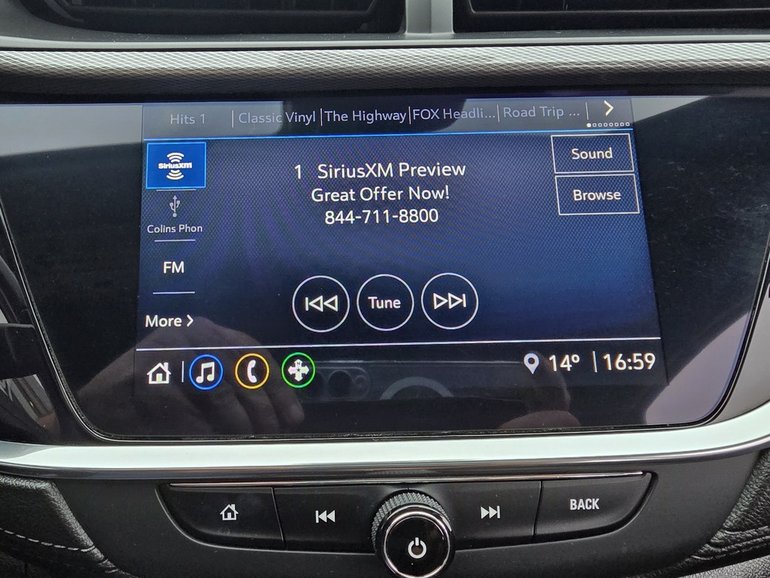 Hits 1 Classic Vinyl The Highway FOX Headli... Road Trip ...
SiriusXM
1 SiriusXM Preview
Great Offer Now!
844-711-8800
Sound
Browse
Colins Phon
FM
Tune
More
14° 16:59
BACK